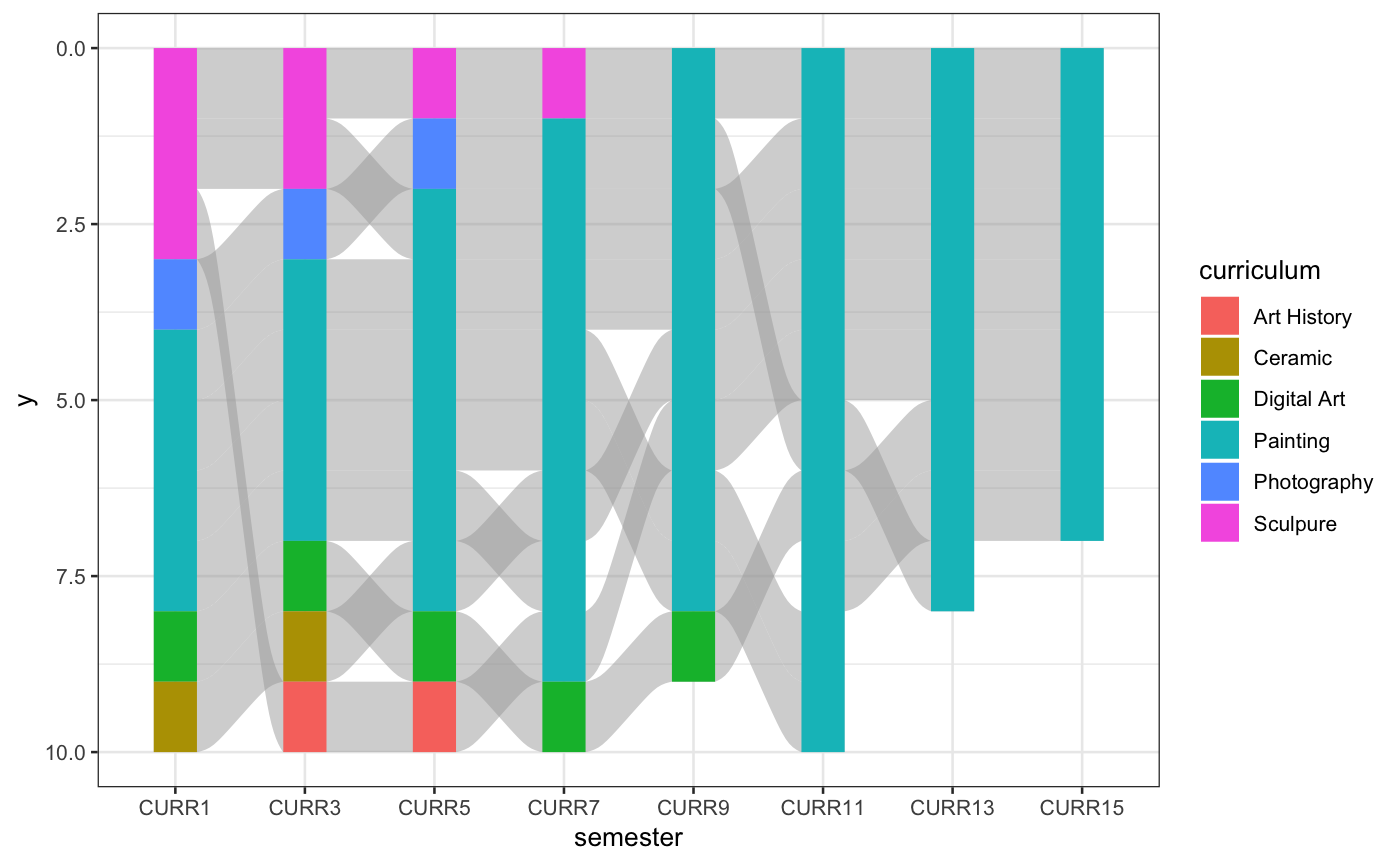 0.0
2.5
5.0
7.5
10.0
y
CURR1 CURR3 CURR5 CURR7 CURR9 CURR11 CURR13 CURR15
semester
curriculum
Art History
Ceramic
Digital Art
Painting
Photography
Sculpure